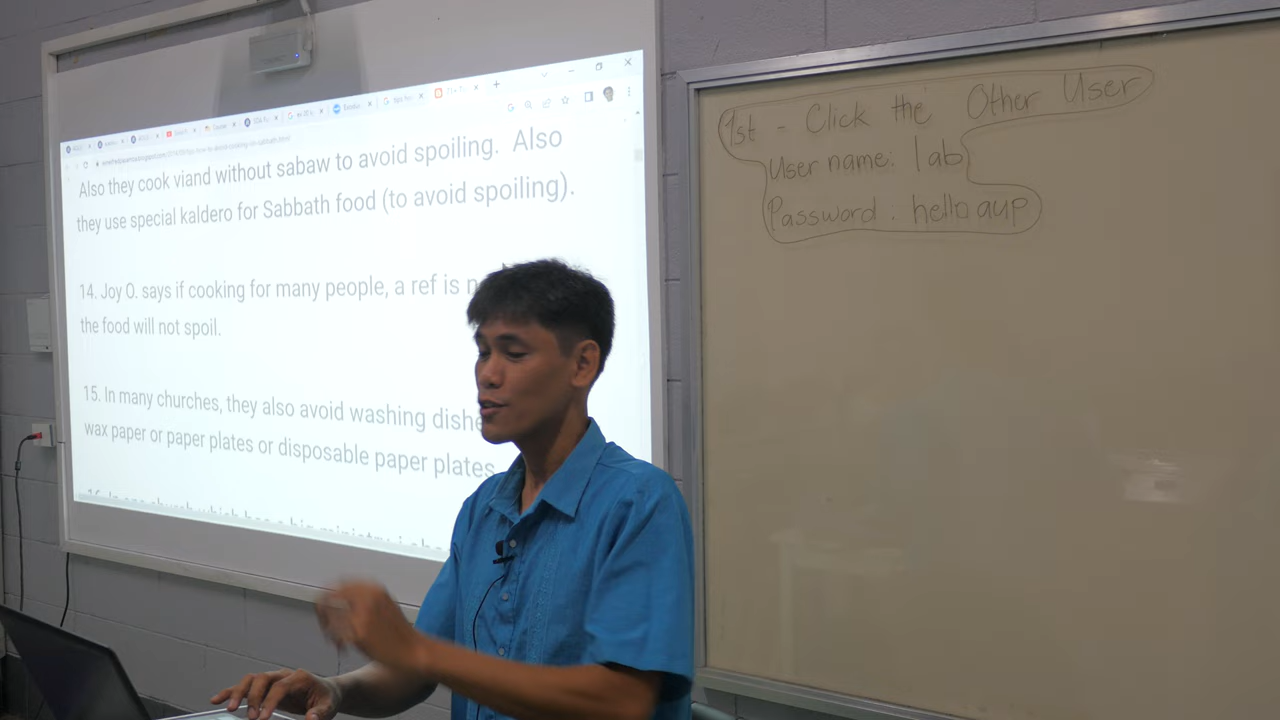 Also they cook viand without sabaw to avoid spoiling. Also
they use special kaldero for Sabbath food (to avoid spoiling).
14. Joy O. says if cooking for many people, a ref is
the food will not spoil.
15. In many churches, they also avoid washing
wax paper or paper plates or disposable paper plates
1st - Click the Other User
User name: lab
Password: helloaup